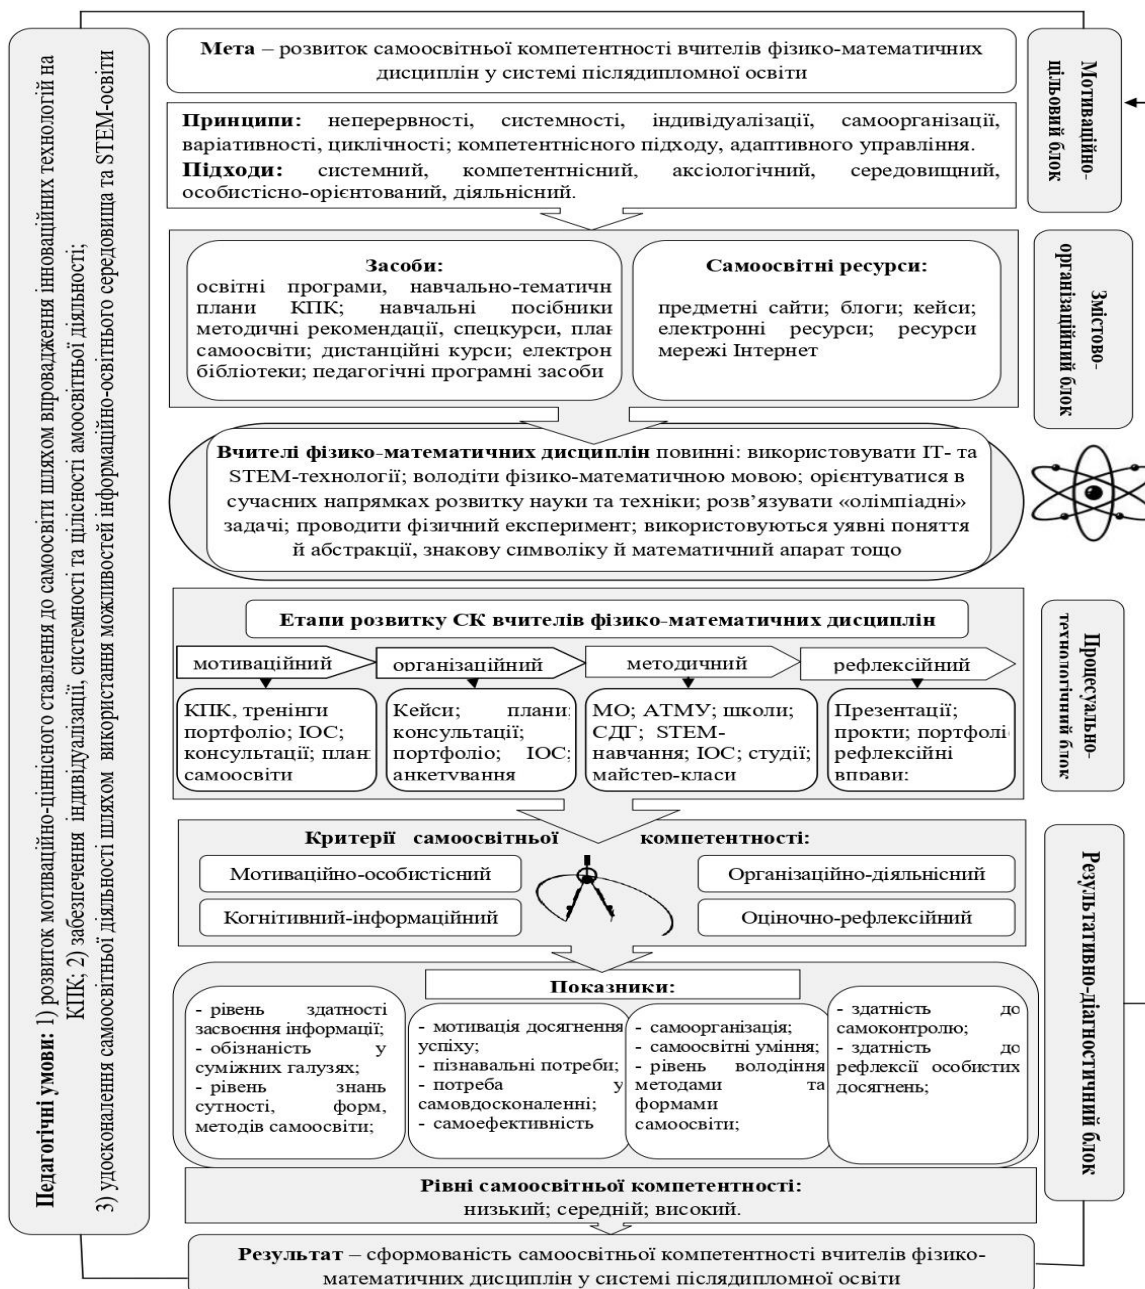 Педагогічні умови: 1) розвиток мотиваційно-ціннісного ставлення до самоосвіти шляхом впровадження інноваційних технологій на
КПК; 2) забезпечення індивідуалізації, системності та цілісності амоосвітньої діяльності;
3) удосконалення самоосвітньої діяльності шляхом використання можливостей інформаційно-освітнього середовища та STEM-освіти
Мета – розвиток самоосвітньої компетентності вчителів фізико-математичних
дисциплін у системі післядипломної освіти
Принципи: неперервності, системності, індивідуалізації, самоорганізації,
варіативності, циклічності; компетентнісного підходу, адаптивного управління.
Підходи: системний, компетентнісний, аксіологічний, середовищний,
особистісно-орієнтований, діяльнісний.
Мотиваційно-
цільовий блок
Засоби:
освітні програми, навчально-тематичн
плани КПК; навчальні посібники
методичні рекомендації, спецкурси, план
самоосвіти; дистанційні курси; електрон
бібліотеки; педагогічні програмні засоби
Самоосвітні ресурси:
предметні сайти; блоги; кейси;
електронні ресурси; ресурси
мережі Інтернет
Змістово-
організаційний блок
Вчителі фізико-математичних дисциплін повинні: використовувати ІТ- та
STEM-технології; володіти фізико-математичною мовою; орієнтуватися в
сучасних напрямках розвитку науки та техніки; розв’язувати «олімпіадні»
задачі; проводити фізичний експеримент; використовуються уявні поняття
й абстракції, знакову символіку й математичний апарат тощо
Етапи розвитку СК вчителів фізико-математичних дисциплін
мотиваційний
організаційний
методичний
рефлексійний
КПК, тренінги
портфоліо; ІОС;
консультації; план
самоосвіти
Кейси; плани;
консультації;
портфоліо; ІОС;
анкетування
МО; АТМУ; школи;
СДГ; STEM-
навчання; ІОС; студії;
майстер-класи
Презентації;
прокти; портфолі
рефлексійні
вправи;
Процесуально-
технологічний блок
Критерії самоосвітньої компетентності:
Мотиваційно-особистісний
Організаційно-діяльнісний
Когнітивний-інформаційний
Оціночно-рефлексійний
Показники:
- рівень здатності
засвоєння інформації;
- обізнаність у
суміжних галузях;
- рівень знань
сутності, форм,
методів самоосвіти;
- мотивація досягнення
успіху;
- пізнавальні потреби;
- потреба у
самовдосконаленні;
- самоефективність
- самоорганізація;
- самоосвітні уміння;
- рівень володіння
методами та
формами
самоосвіти;
- здатність до
самоконтролю;
- здатність до
рефлексії особистих
досягнень;
Результативно-діагностичний блок
Рівні самоосвітньої компетентності:
низький; середній; високий.
Результат – сформованість самоосвітньої компетентності вчителів фізико-
математичних дисциплін у системі післядипломної освіти